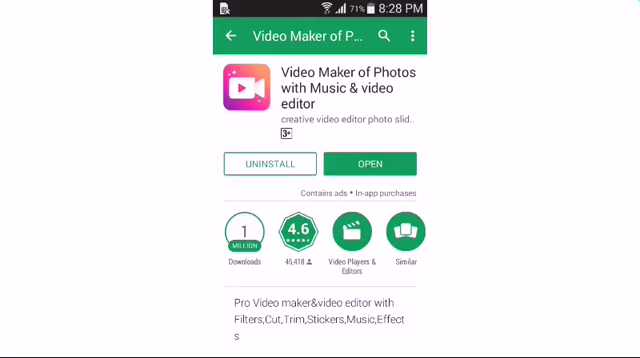 71% 8:28 PM
Video Maker of P...
Video Maker of Photos
with Music & video
editor
creative video editor photo slid..
3+
UNINSTALL
OPEN
Contains ads • In-app purchases
1
MILLION
Downloads
4.6
45,418
Video Players &
Editors
Similar
Pro Video maker&video editor with
Filters,Cut,Trim,Stickers,Music,Effect
s